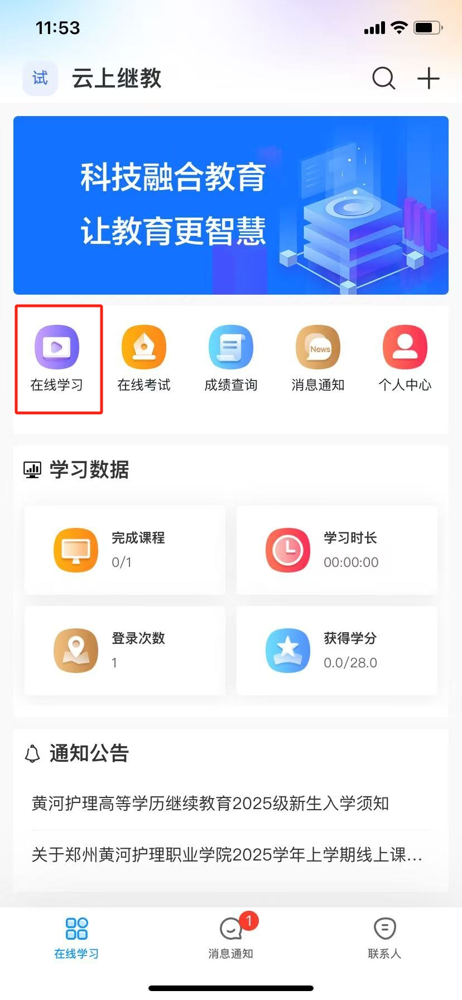 11:53
试 云上继教
科技融合教育
让教育更智慧
News
在线学习 在线考试 成绩查询 消息通知 个人中心
学习数据
完成课程 学习时长
0/1 00:00:00
登录次数 获得学分
1 0.0/28.0
通知公告
黄河护理高等学历继续教育2025级新生入学须知
关于郑州黄河护理职业学院2025学年上学期线上课...
1
在线学习 消息通知 联系人